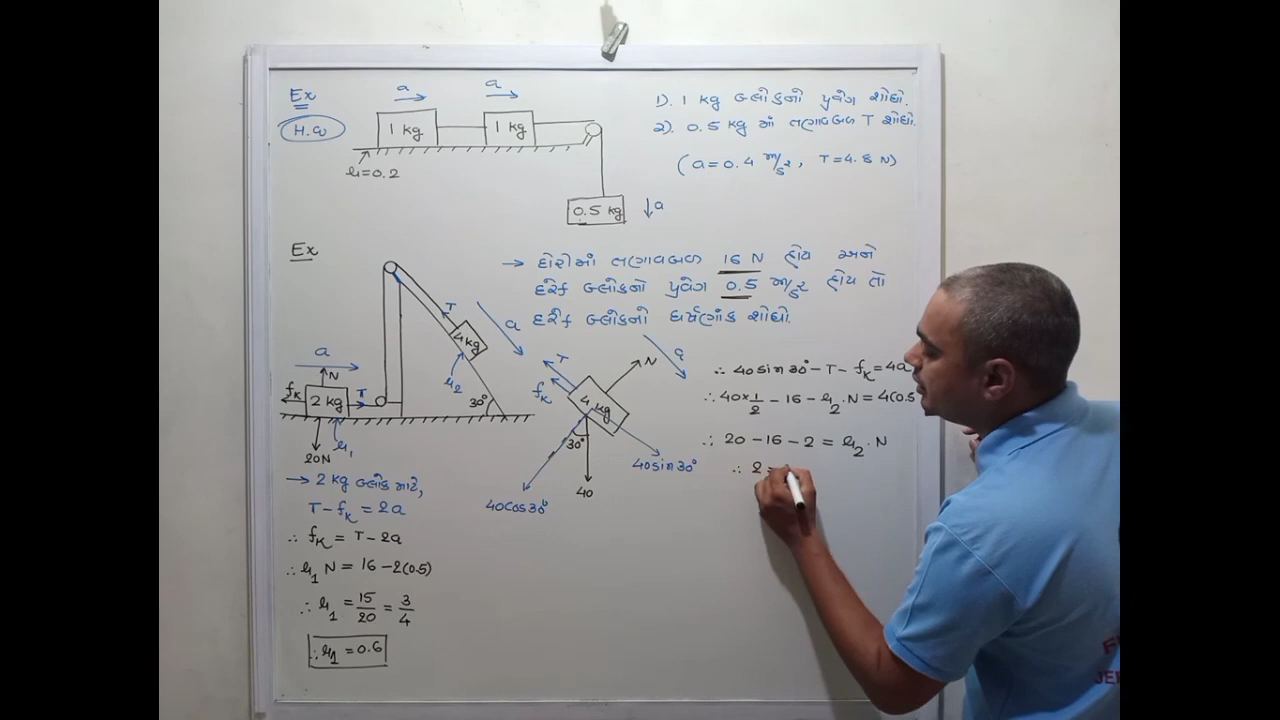 Ex
H.W
a
a
1 kg
1 kg
μ=0.2
0.5 kg
↓a
૧). 1 kg બ્લોકનો પ્રવેગ શોધો.
૨). 0.5 kg માં તણાવબળ T શોધો.
(a=0.4 m/s², T=4.8 N)
Ex
→ દોરીમાં તણાવબળ 16 N હોય અને
દરેક બ્લોકનો પ્રવેગ 0.5 m/s² હોય તો
દરેક બ્લોકનો ઘર્ષણાંક શોધો.
T
a
4 kg
μ₂
30°
a
N
fₖ
2 kg
T
μ₁
20N
→ 2 kg બ્લોક માટે,
T - fₖ = 2a
∴ fₖ = T - 2a
∴ μ₁ N = 16 - 2(0.5)
∴ μ₁ = 15/20 = 3/4
∴ μ₁ = 0.6
T
fₖ
N
a
4 kg
30°
40 sin 30°
40
40 cos 30°
∴ 40 sin 30° - T - fₖ = 4a
∴ 40 × 1/2 - 16 - μ₂.N = 4(0.5
∴ 20 - 16 - 2 = μ₂.N
∴ 2 =